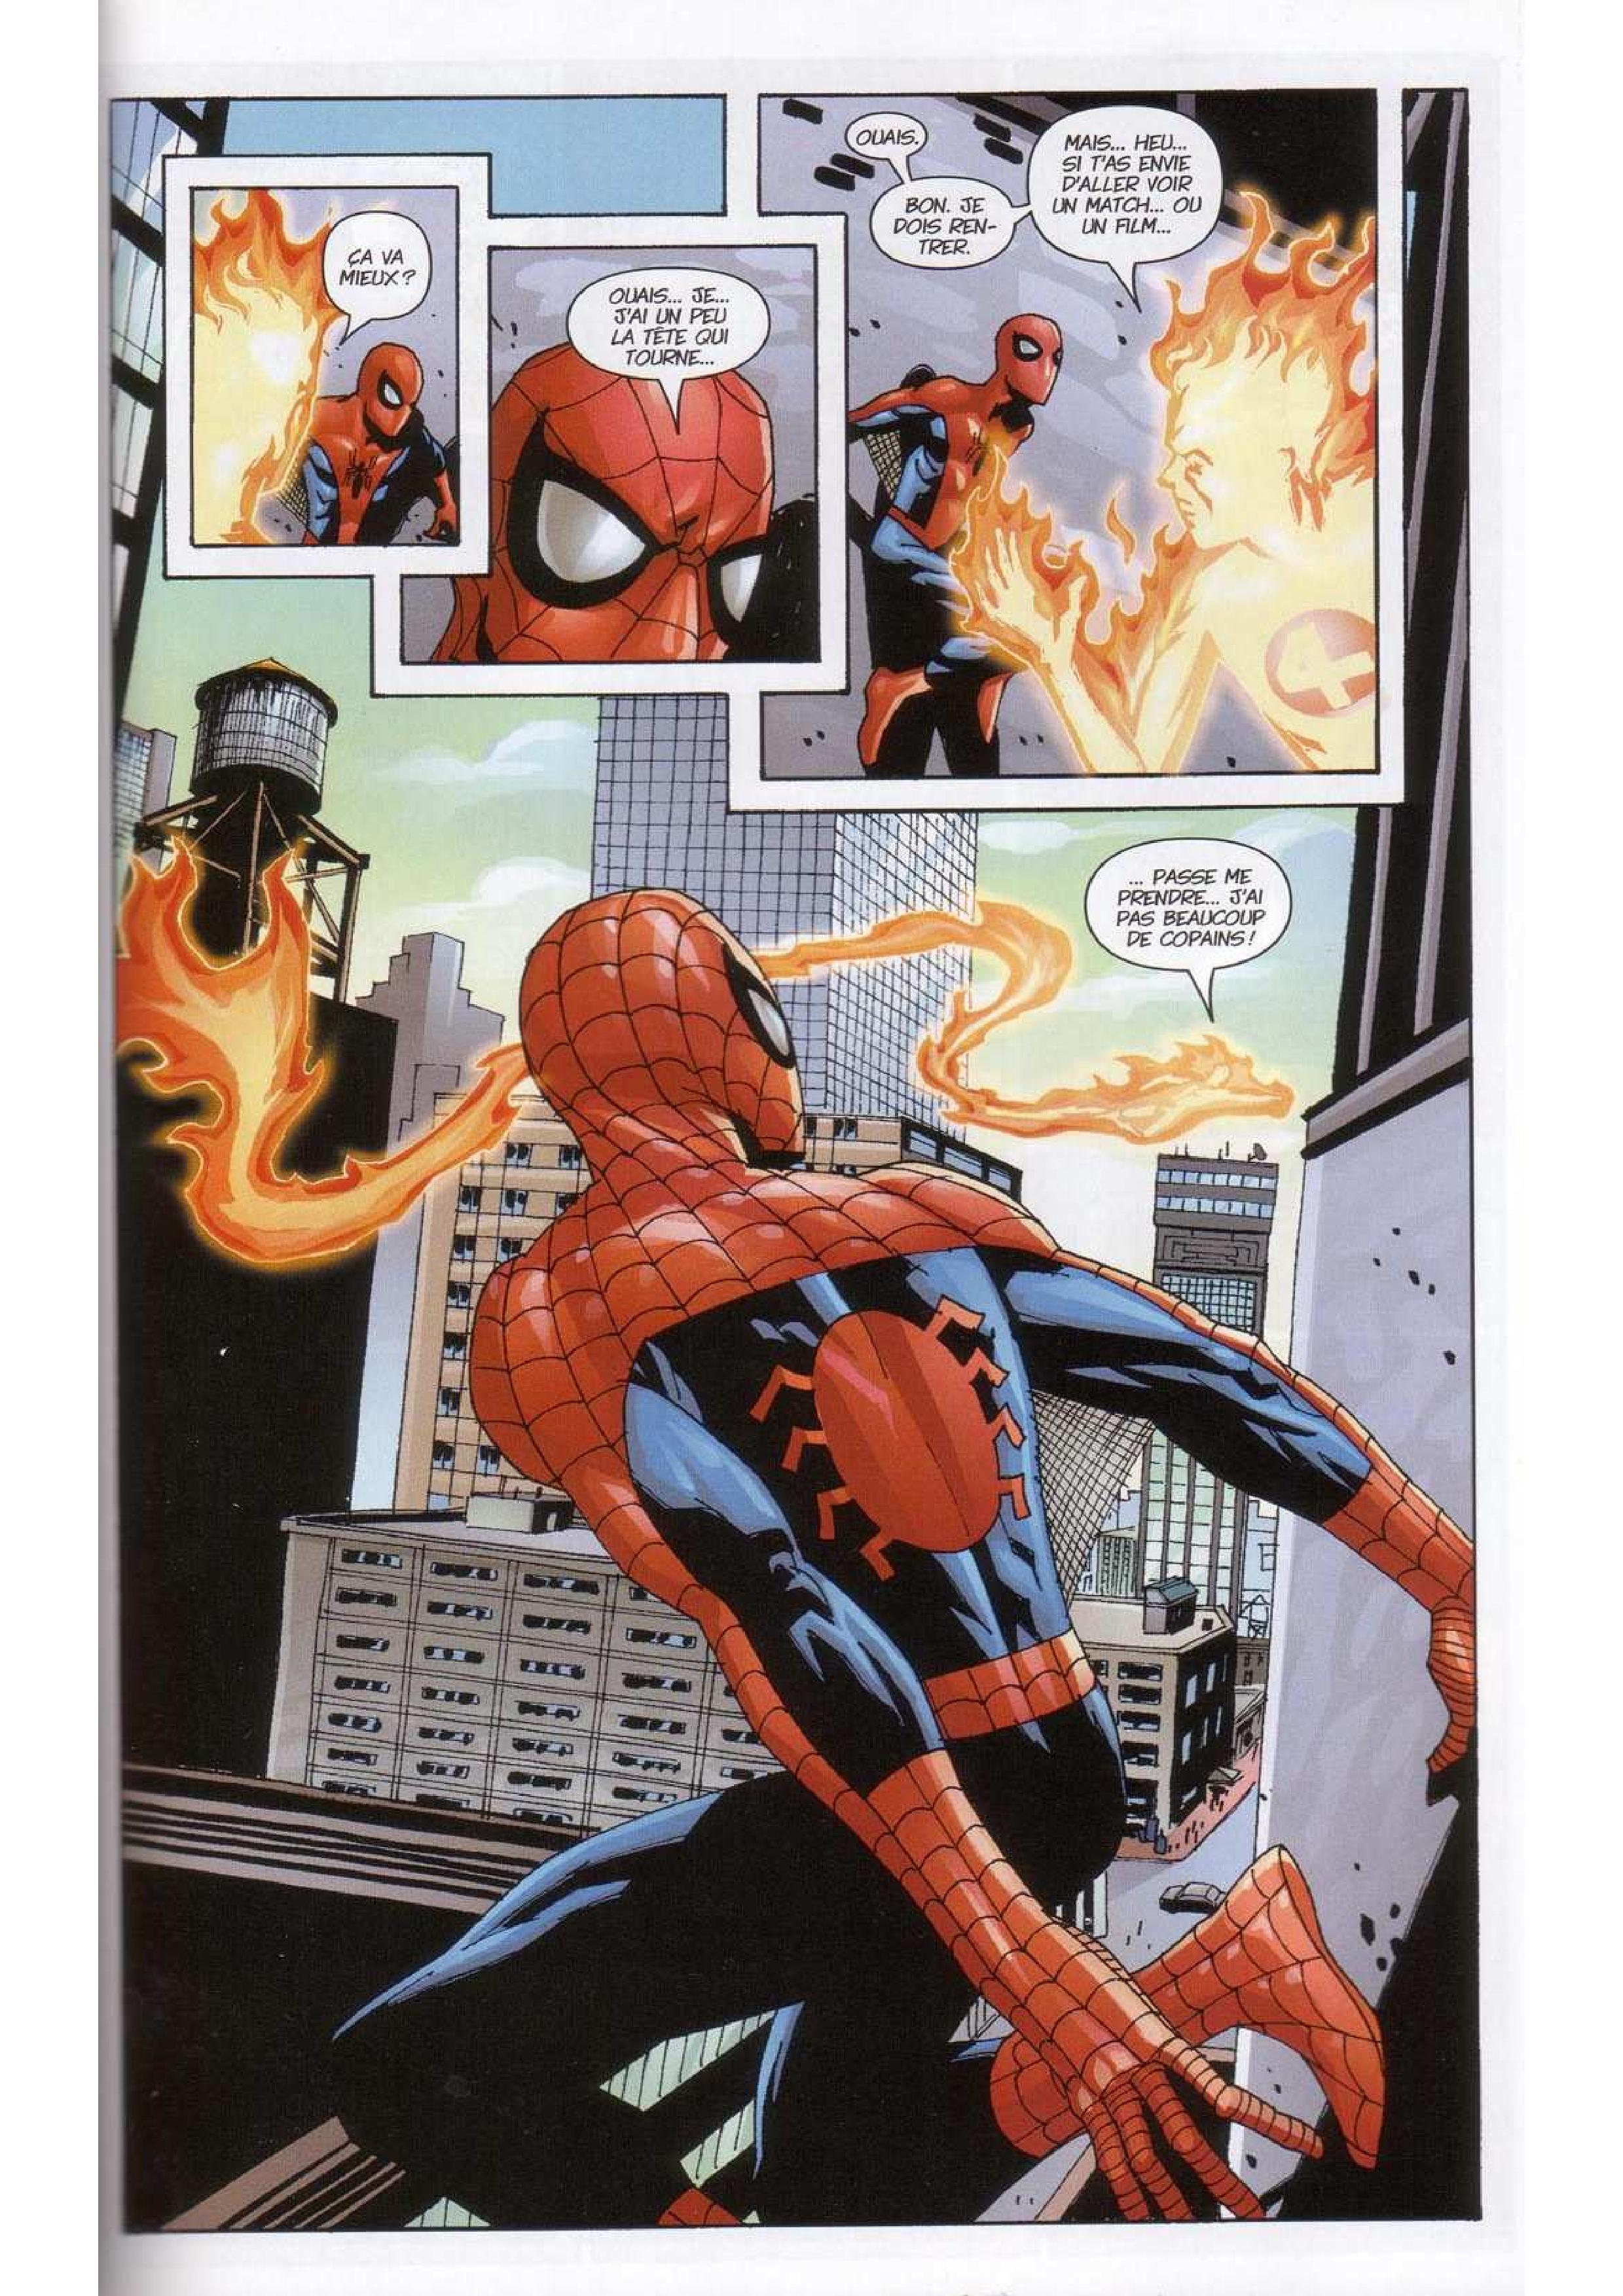 ÇA VA
MIEUX?
OUAIS... JE...
J'AI UN PEU
LA TÊTE QUI
TOURNE...
OUAIS.
BON. JE
DOIS REN-
TRER.
MAIS... HEU...
SI T'AS ENVIE
D'ALLER VOIR
UN MATCH... OU
UN FILM...
4
... PASSE ME
PRENDRE... J'AI
PAS BEAUCOUP
DE COPAINS!